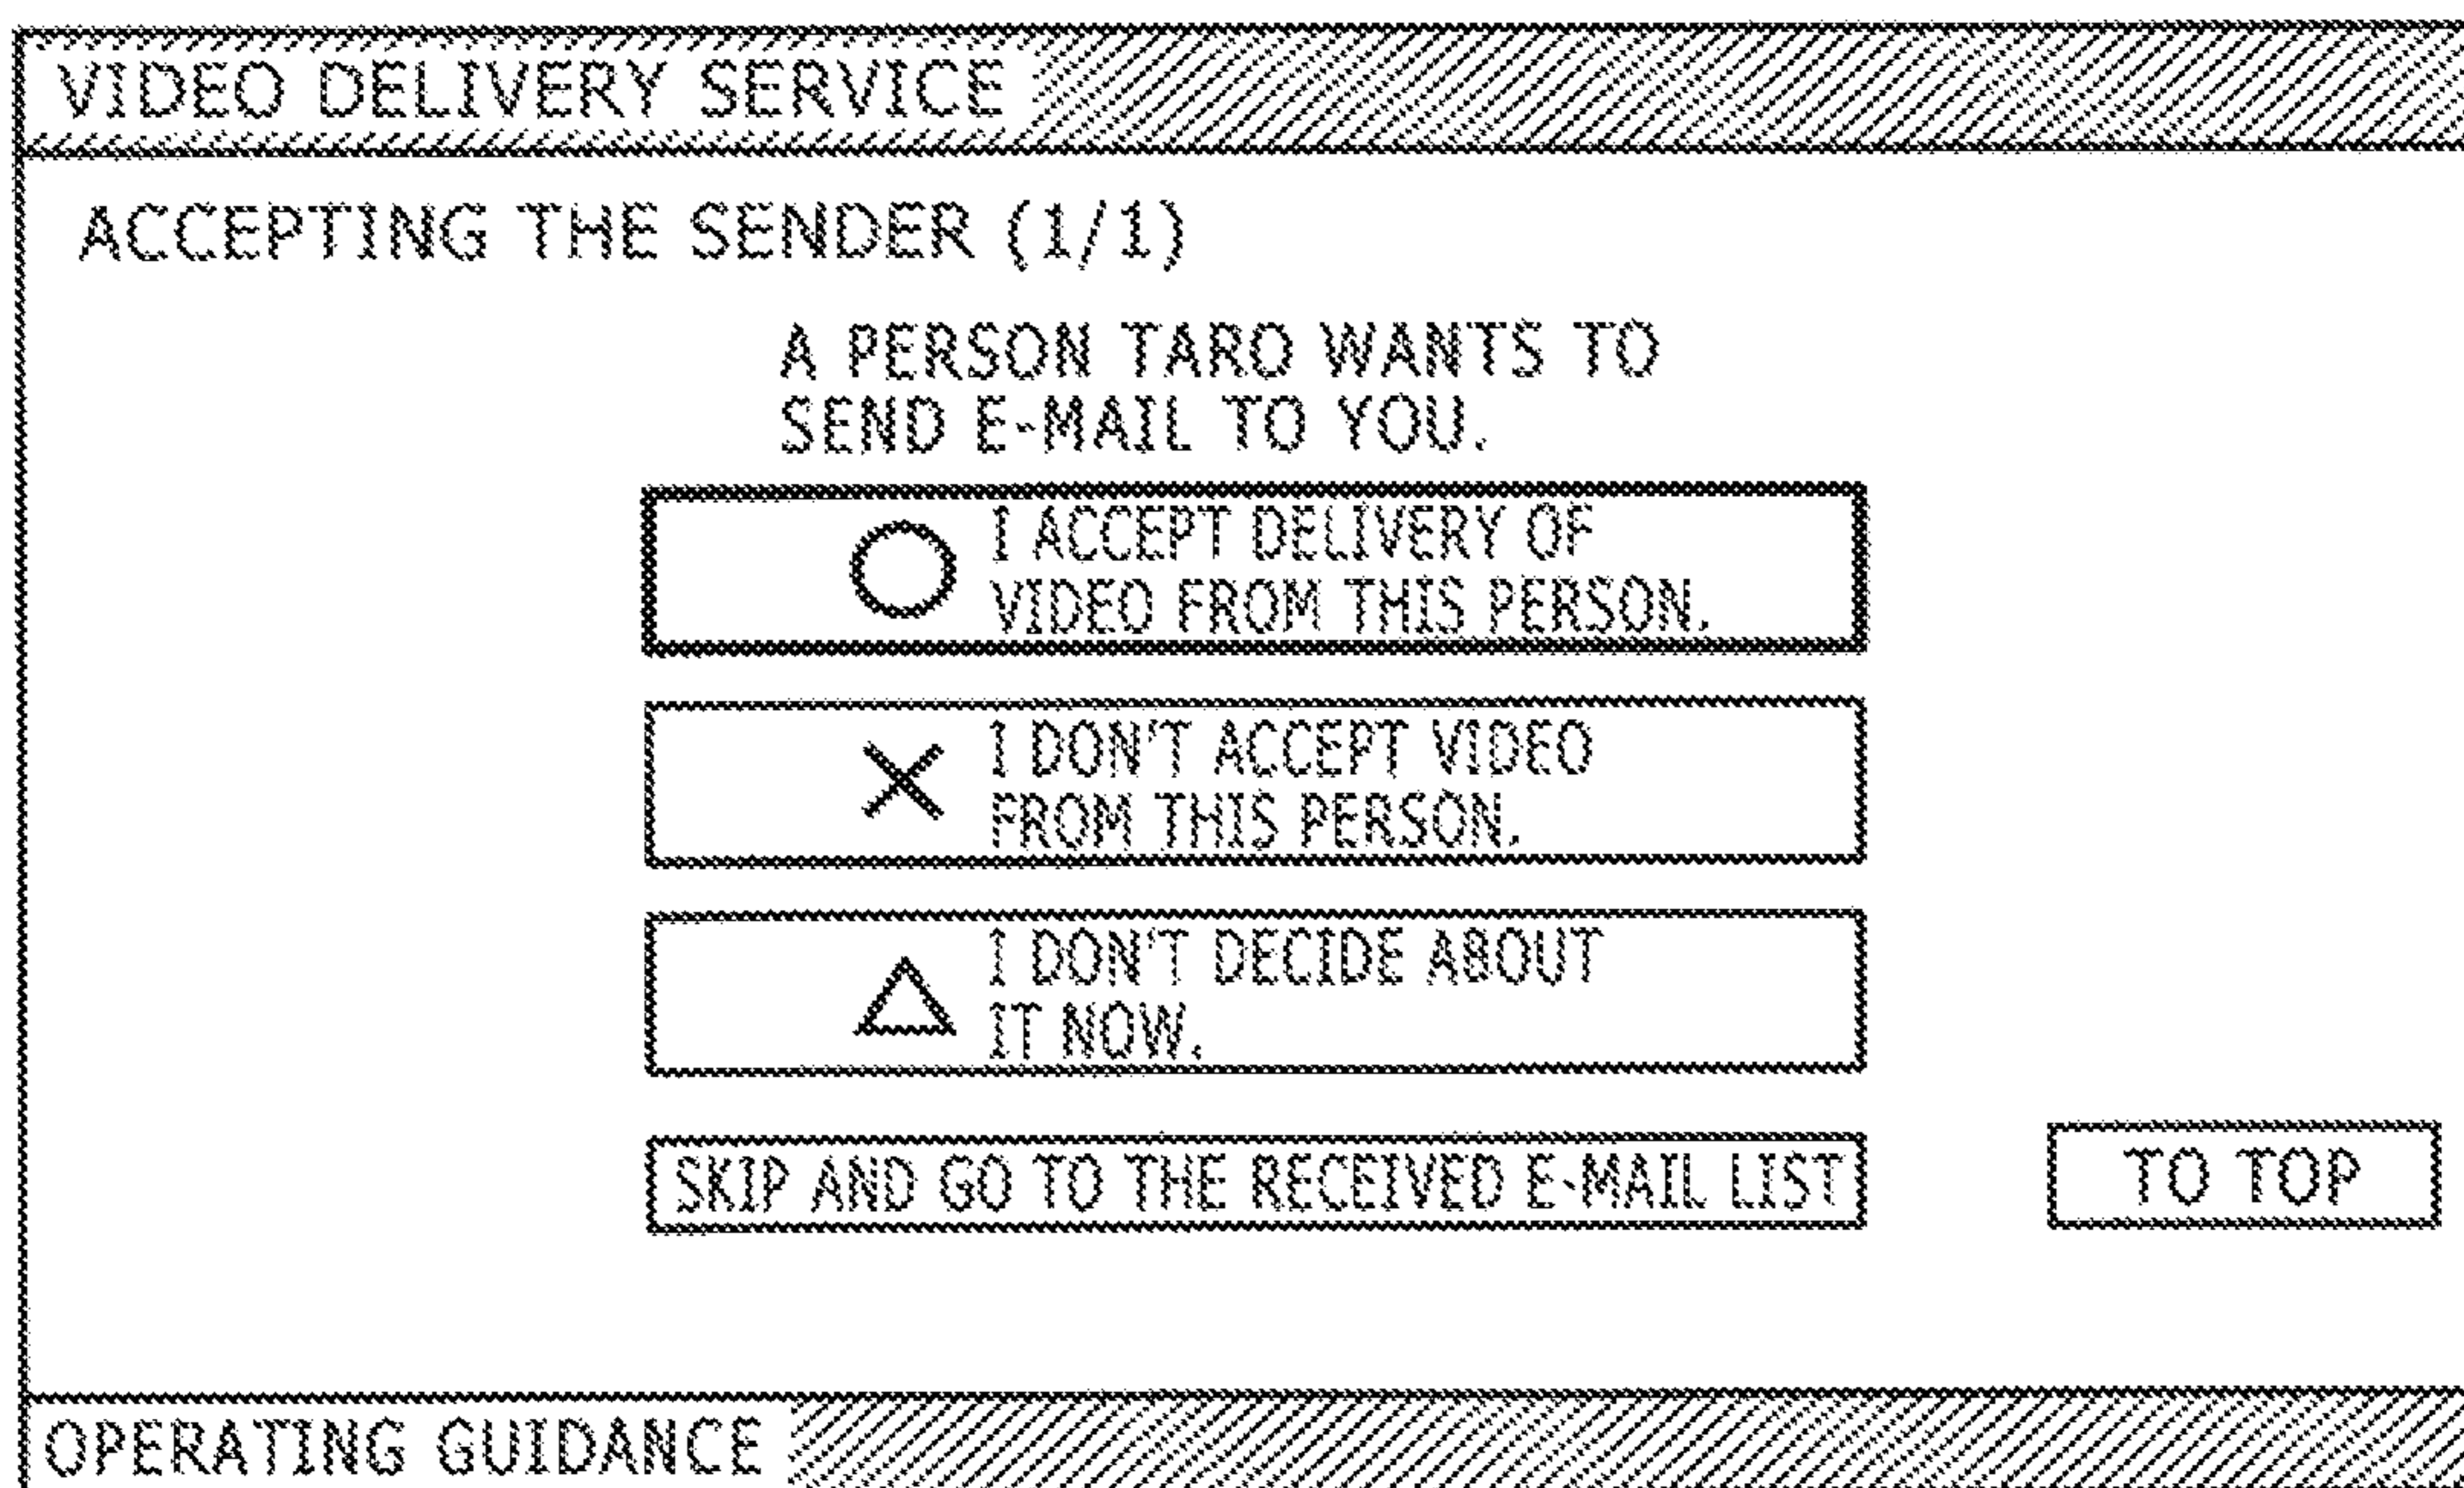 VIDEO DELIVERY SERVICE
ACCEPTING THE SENDER (1/1)
A PERSON TARO WANTS TO
SEND E-MAIL TO YOU.
I ACCEPT DELIVERY OF
VIDEO FROM THIS PERSON.
I DON'T ACCEPT VIDEO
FROM THIS PERSON.
I DON'T DECIDE ABOUT
IT NOW.
SKIP AND GO TO THE RECEIVED E-MAIL LIST
TO TOP
OPERATING GUIDANCE